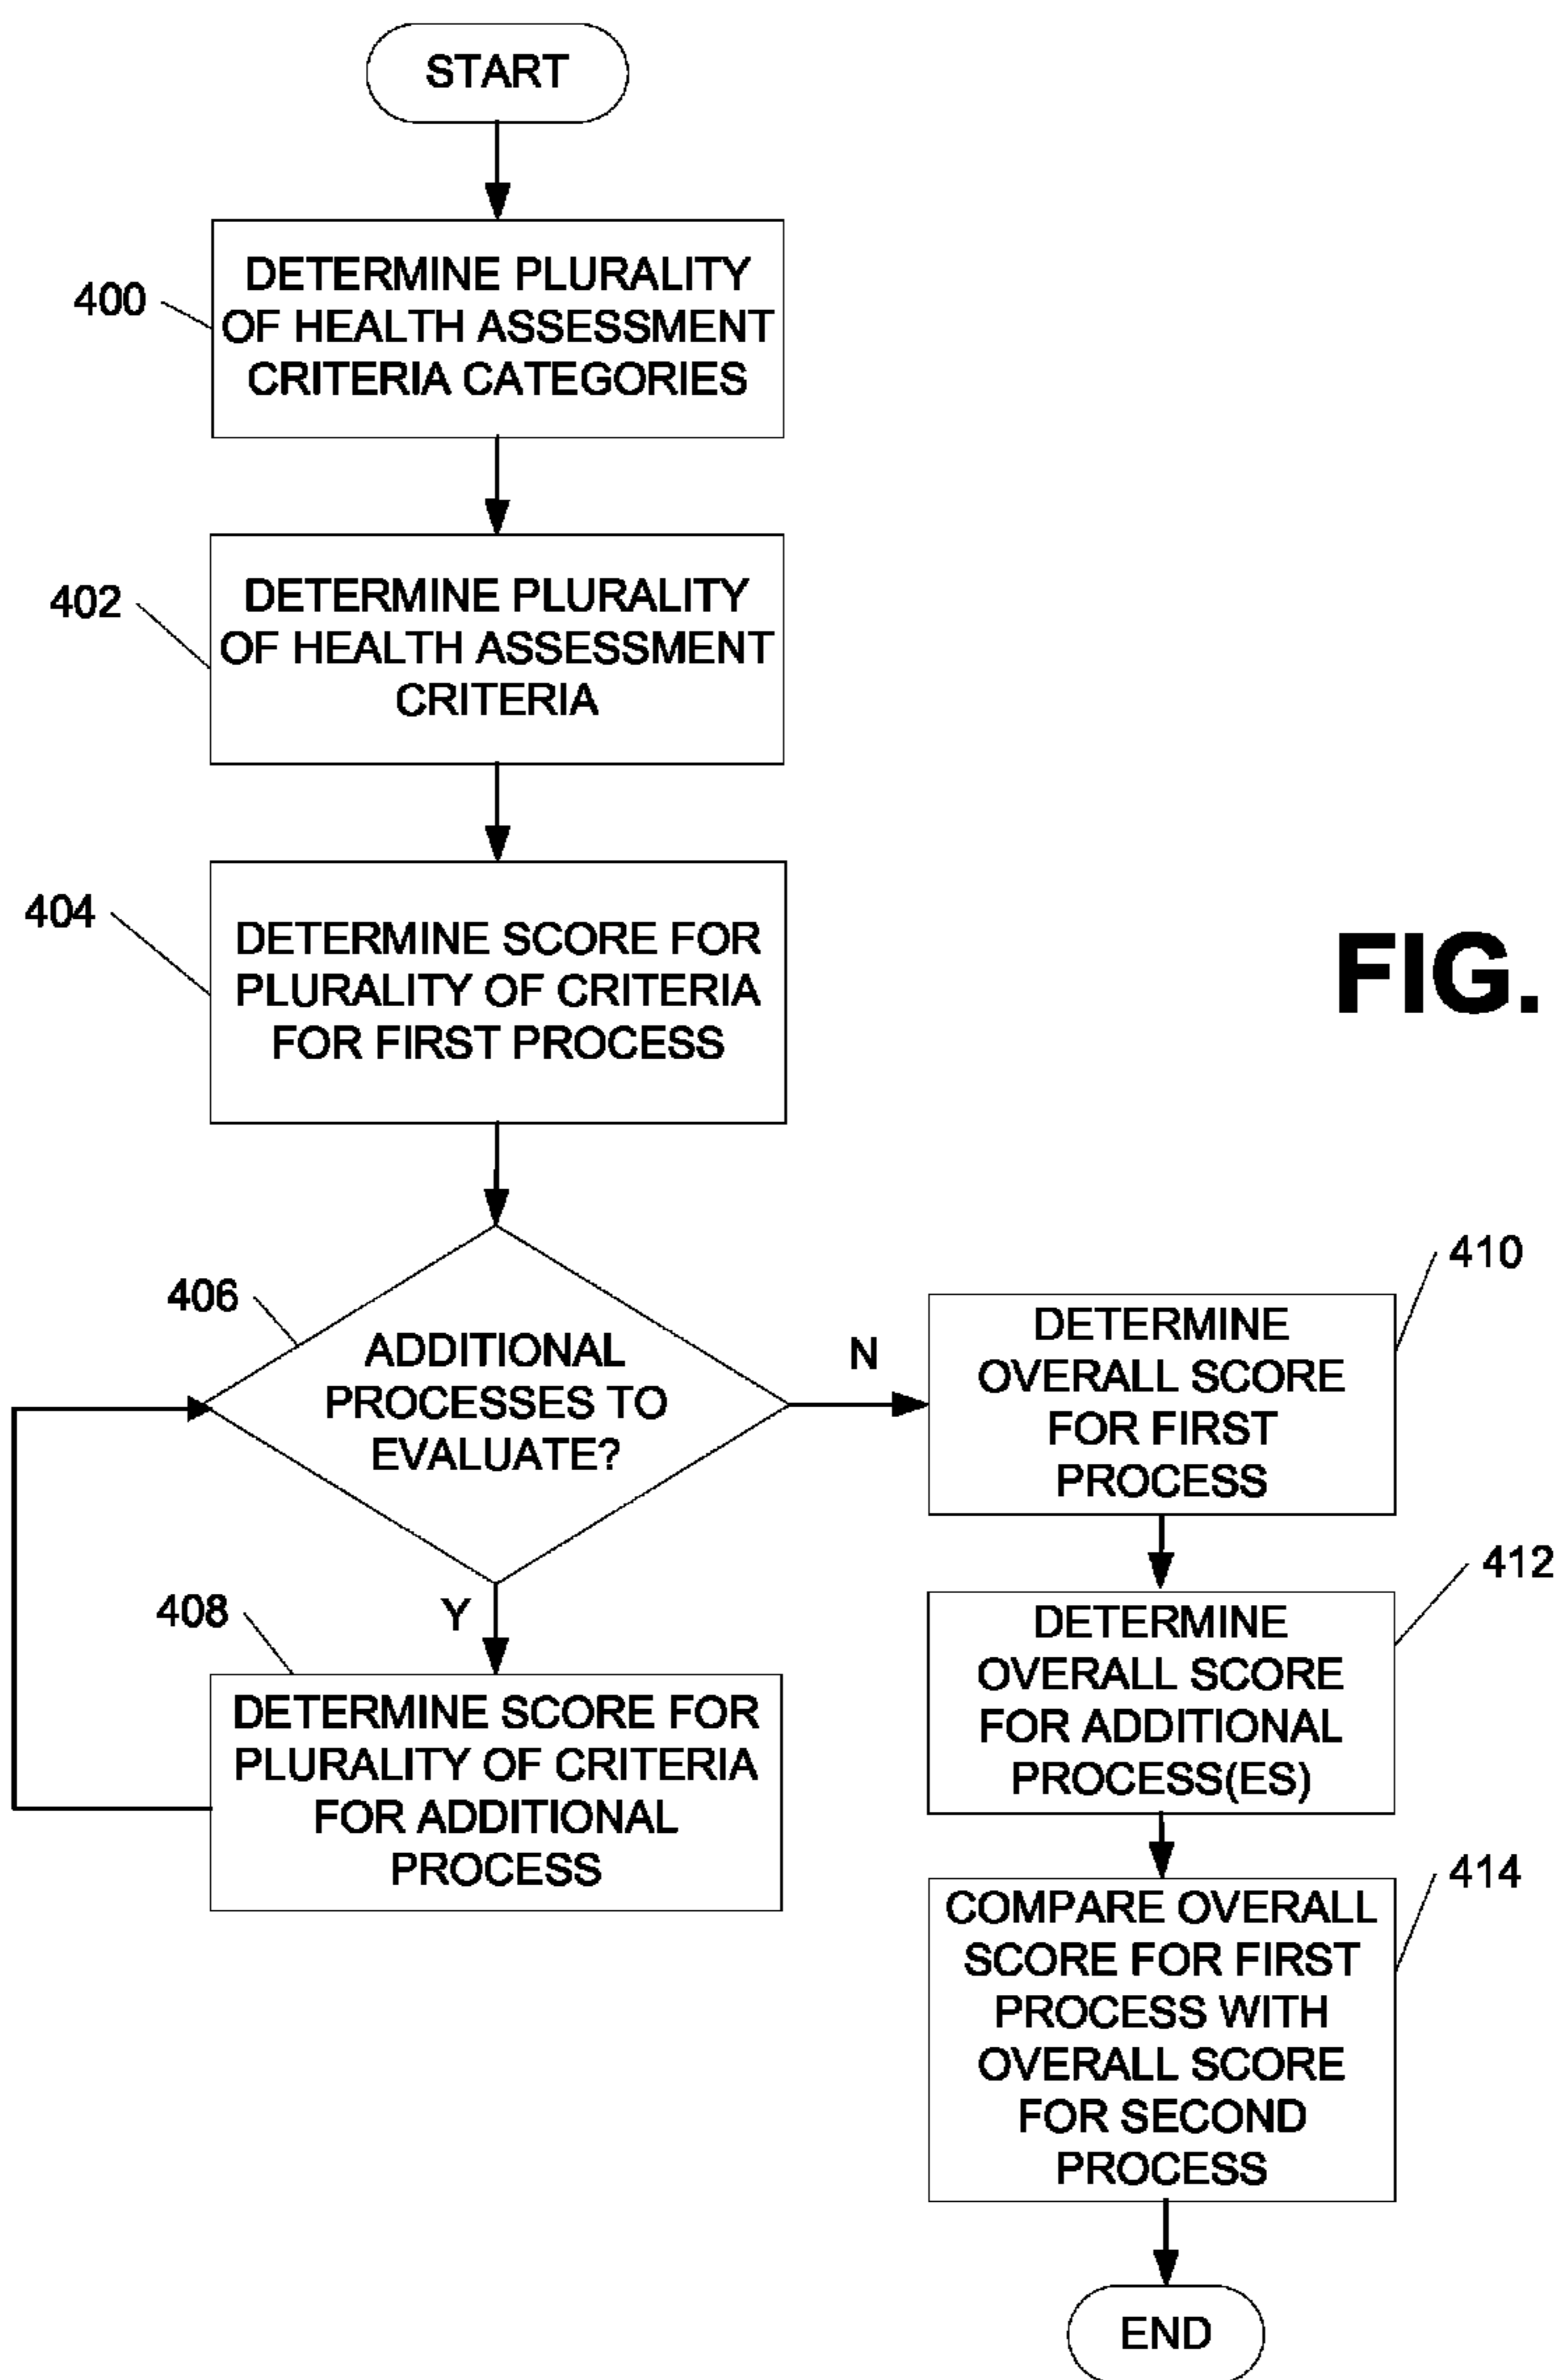 START
400
DETERMINE PLURALITY
OF HEALTH ASSESSMENT
CRITERIA CATEGORIES
402
DETERMINE PLURALITY
OF HEALTH ASSESSMENT
CRITERIA
404
DETERMINE SCORE FOR
PLURALITY OF CRITERIA
FOR FIRST PROCESS
FIG.
406
ADDITIONAL
PROCESSES TO
EVALUATE?
N
Y
408
DETERMINE SCORE FOR
PLURALITY OF CRITERIA
FOR ADDITIONAL
PROCESS
410
DETERMINE
OVERALL SCORE
FOR FIRST
PROCESS
412
DETERMINE
OVERALL SCORE
FOR ADDITIONAL
PROCESS(ES)
414
COMPARE OVERALL
SCORE FOR FIRST
PROCESS WITH
OVERALL SCORE
FOR SECOND
PROCESS
END